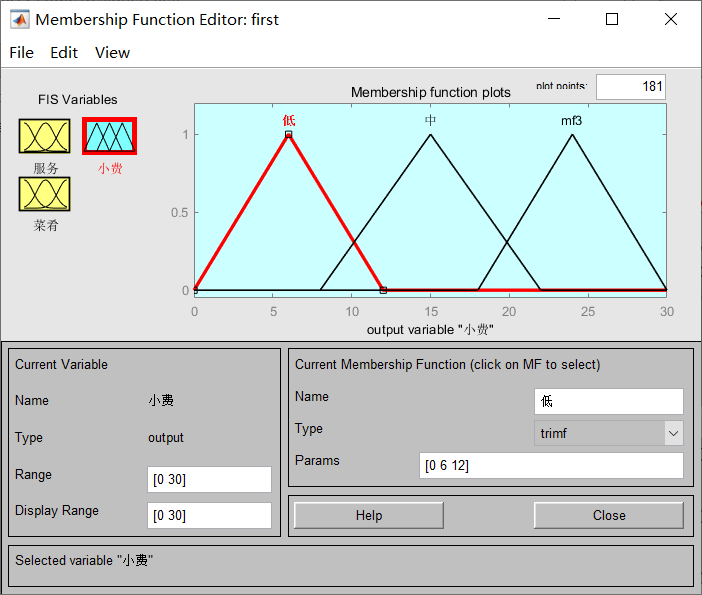 Membership Function Editor: first
File Edit View
FIS Variables
服务
小费
菜肴
Membership function plots
plot points:
181
低
中
mf3
1
0.5
0
0 5 10 15 20 25 30
output variable "小费"
Current Variable
Name 小费
Type output
Range [0 30]
Display Range [0 30]
Current Membership Function (click on MF to select)
Name 低
Type trimf
Params [0 6 12]
Help Close
Selected variable "小费"